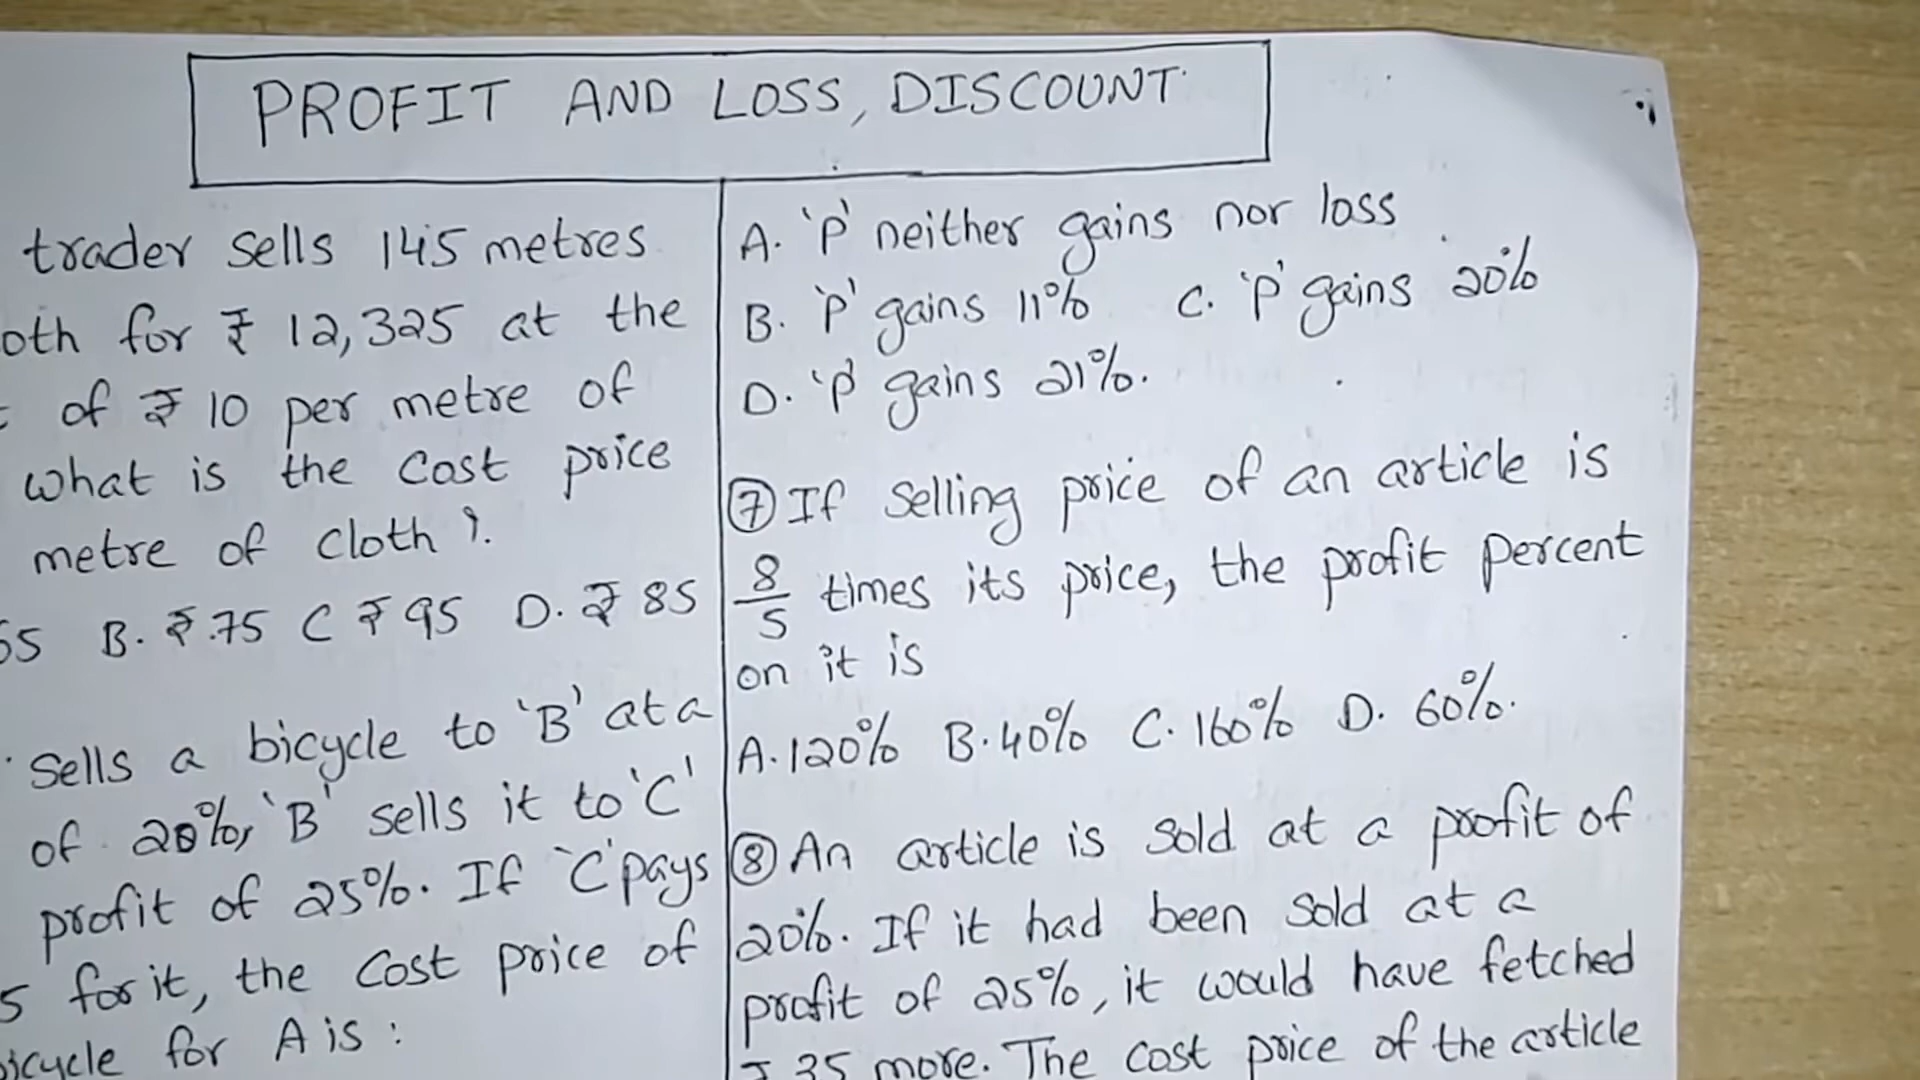 PROFIT AND LOSS, DISCOUNT
trader sells 145 metres
oth for ₹ 12,325 at the
of ₹ 10 per metre of
what is the cost price
metre of cloth?
5 B. ₹.75 C ₹ 95 D. ₹ 85
sells a bicycle to 'B' at a
of 20%, 'B' sells it to 'C'
profit of 25%. If 'C' pays
5 for it, the cost price of
icycle for A is :
A. 'P' neither gains nor loss
B. 'P' gains 11% C. 'P' gains 20%
D. 'P' gains 21%.
⑦ If selling price of an article is
8/5 times its price, the profit percent
on it is
A. 120% B. 40% C. 160% D. 60%.
⑧ An article is sold at a profit of
20%. If it had been sold at a
profit of 25%, it would have fetched
₹ 35 more. The cost price of the article